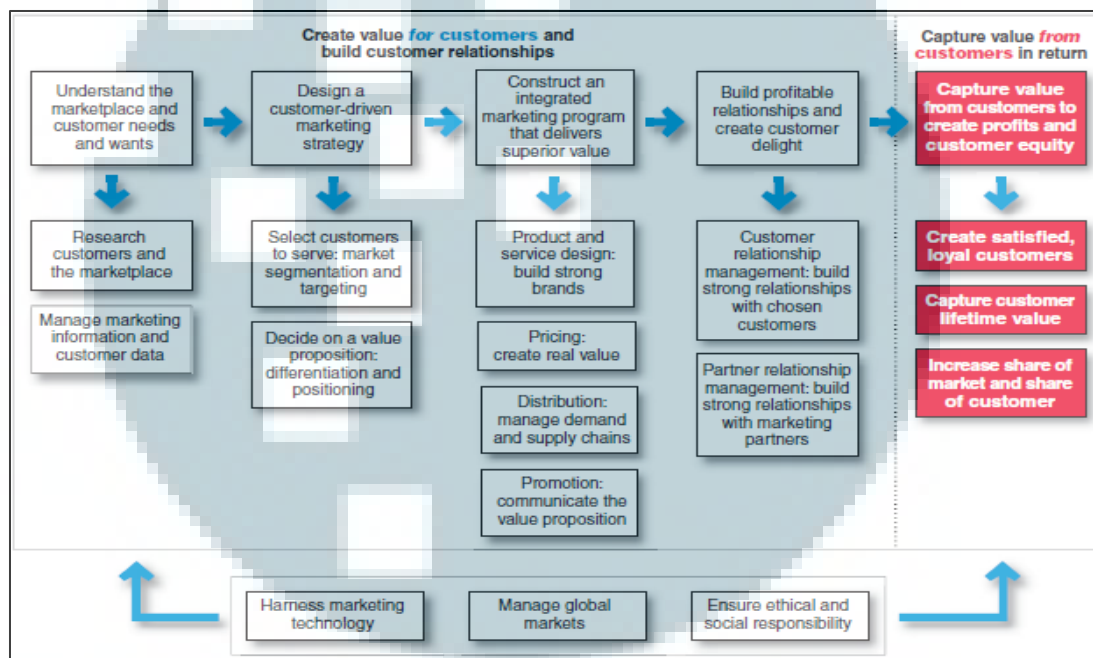 Create value for customers and
build customer relationships
Capture value from
customers in return
Understand the
marketplace and
customer needs
and wants
Design a
customer-driven
marketing
strategy
Construct an
integrated
marketing program
that delivers
superior value
Build profitable
relationships and
create customer
delight
Capture value
from customers to
create profits and
customer equity
Research
customers and
the marketplace
Manage marketing
information and
customer data
Select customers
to serve: market
segmentation and
targeting
Decide on a value
proposition:
differentiation and
positioning
Product and
service design:
build strong
brands
Pricing:
create real value
Distribution:
manage demand
and supply chains
Promotion:
communicate the
value proposition
Customer
relationship
management: build
strong relationships
with chosen
customers
Partner relationship
management: build
strong relationships
with marketing
partners
Create satisfied,
loyal customers
Capture customer
lifetime value
Increase share of
market and share
of customer
Harness marketing
technology
Manage global
markets
Ensure ethical and
social responsibility